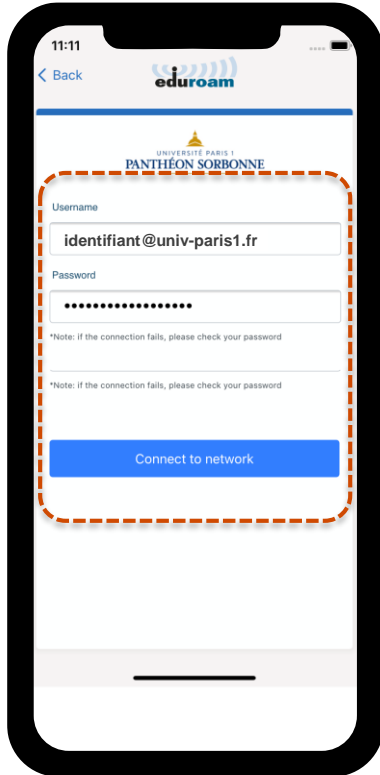 11:11
Back
eduroam
UNIVERSITÉ PARIS 1
PANTHÉON SORBONNE
Username
identifiant@univ-paris1.fr
Password
••••••••••••••••••
*Note: if the connection fails, please check your password
*Note: if the connection fails, please check your password
Connect to network